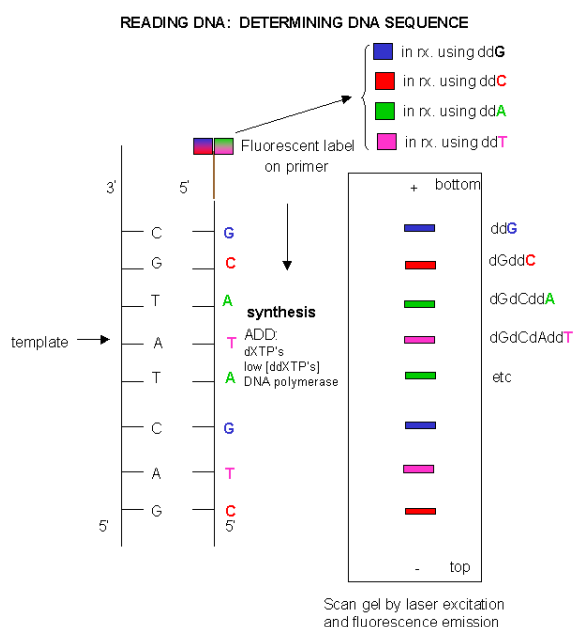 READING DNA: DETERMINING DNA SEQUENCE
in rx. using ddG
in rx. using ddC
in rx. using ddA
in rx. using ddT
Fluorescent label
on primer
3'
5'
+
bottom
C
G
ddG
G
C
dGddC
T
A
dGdCddA
synthesis
ADD:
dXTP's
low [ddXTP's]
DNA polymerase
template
A
T
dGdCdAddT
T
A
etc
C
G
A
T
G
C
5'
5'
-
top
Scan gel by laser excitation
and fluorescence emission